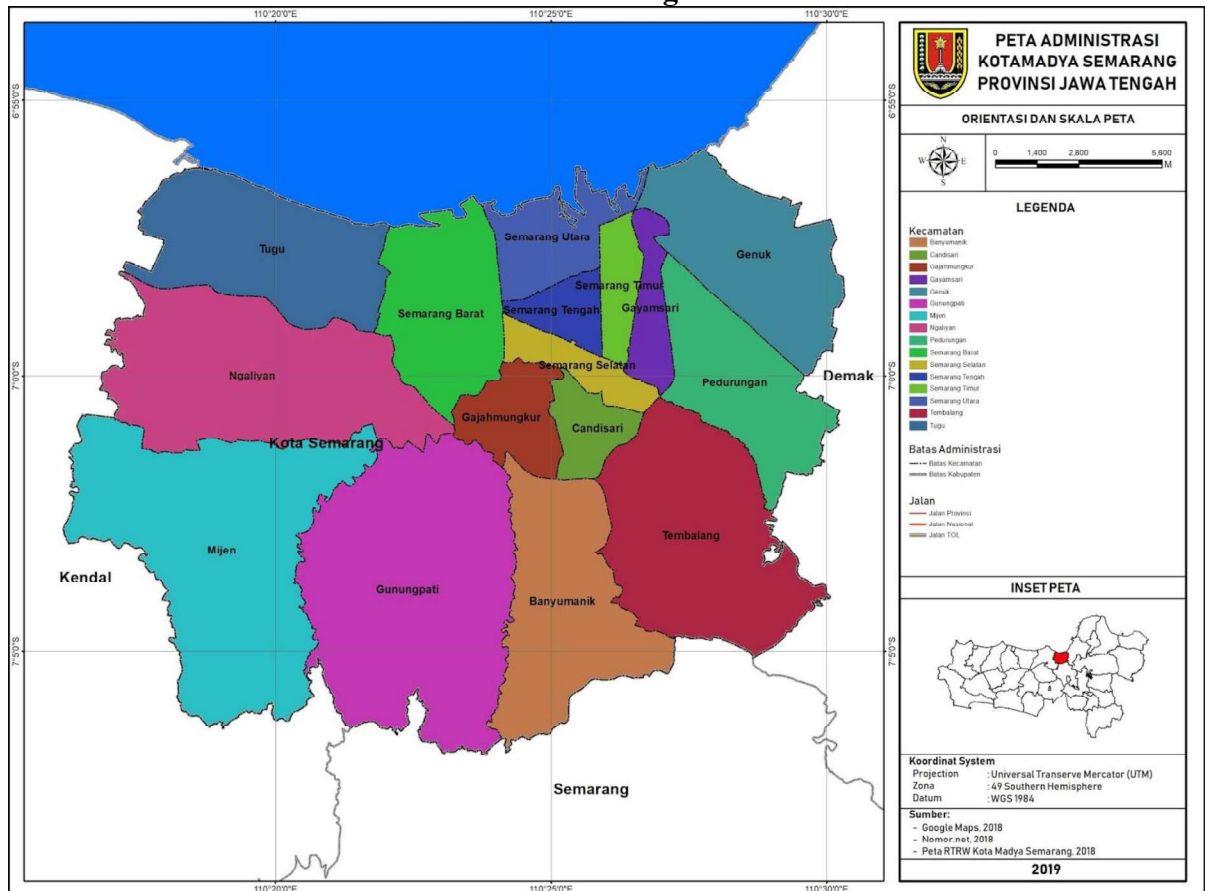 g
110°20'0"E 110°25'0"E 110°30'0"E
6°55'0"S 6°55'0"S
7°0'0"S 7°0'0"S
7°5'0"S 7°5'0"S
Tugu
Semarang Barat
Semarang Utara
Semarang Timur
Semarang Tengah
Gayamsari
Genuk
Semarang Selatan
Ngaliyan
Gajahmungkur
Candisari
Pedurungan
Demak
Kota Semarang
Mijen
Kendal
Gunungpati
Banyumanik
Tembalang
Semarang
110°20'0"E 110°25'0"E 110°30'0"E
PETA ADMINISTRASI
KOTAMADYA SEMARANG
PROVINSI JAWA TENGAH
ORIENTASI DAN SKALA PETA
N
W E
S
0 1,400 2,800 5,600
M
LEGENDA
Kecamatan
Banyumanik
Candisari
Gajahmungkur
Gayamsari
Genuk
Gunungpati
Mijen
Ngaliyan
Pedurungan
Semarang Barat
Semarang Selatan
Semarang Tengah
Semarang Timur
Semarang Utara
Tembalang
Tugu
Batas Administrasi
Batas Kecamatan
Batas Kabupaten
Jalan
Jalan Provinsi
Jalan Nasional
Jalan TOL
INSET PETA
Koordinat System
Projection : Universal Transerve Mercator (UTM)
Zona : 49 Southern Hemisphere
Datum : WGS 1984
Sumber:
- Google Maps, 2018
- Nomor.net, 2018
- Peta RTRW Kota Madya Semarang, 2018
2019